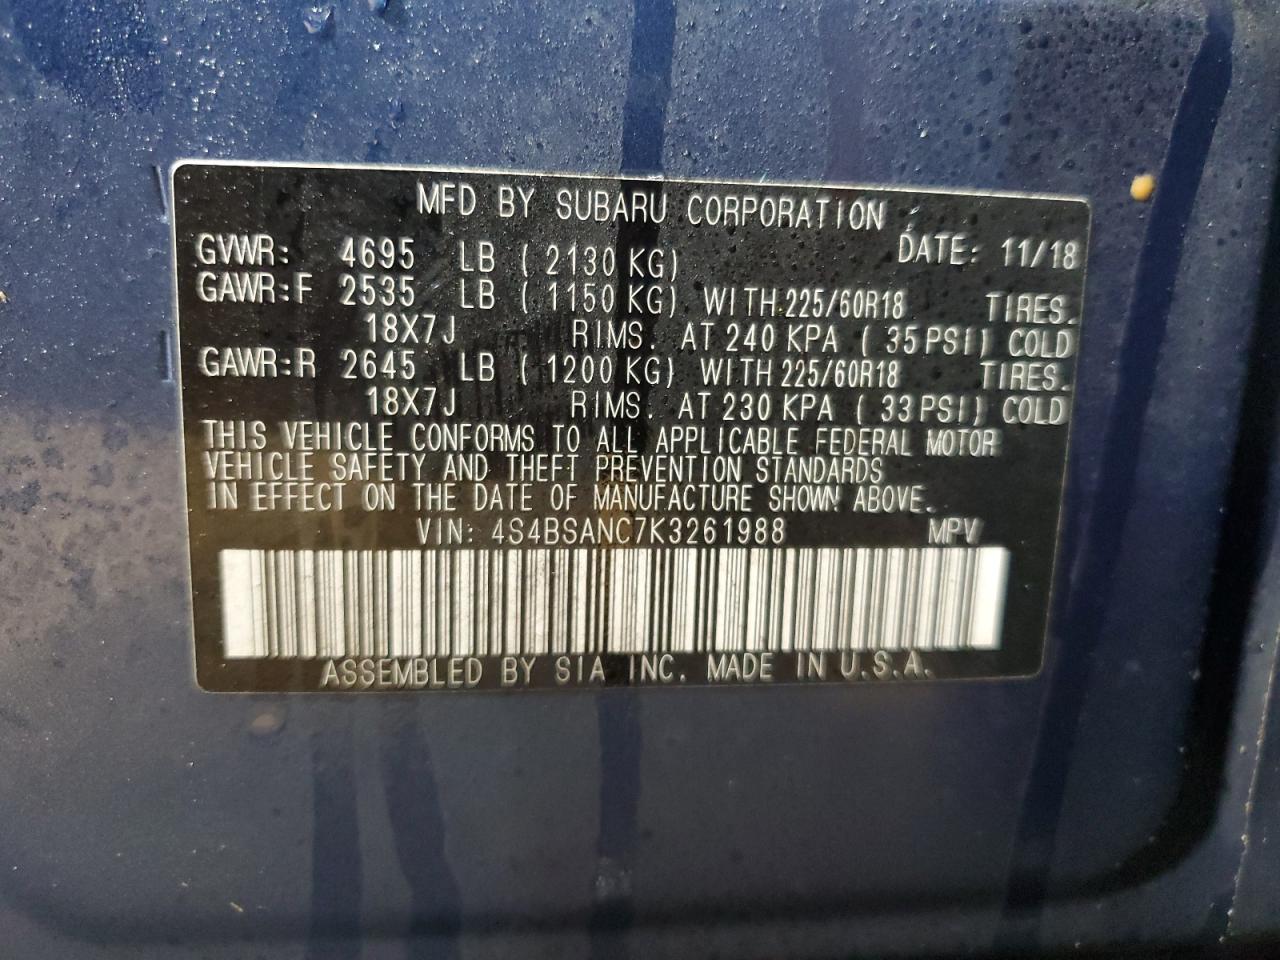 MFD BY SUBARU CORPORATION
GVWR: 4695 LB ( 2130 KG) DATE: 11/18
GAWR:F 2535 LB ( 1150 KG) WITH 225/60R18 TIRES.
18X7J RIMS. AT 240 KPA ( 35 PSI) COLD
GAWR:R 2645 LB ( 1200 KG) WITH 225/60R18 TIRES.
18X7J RIMS. AT 230 KPA ( 33 PSI) COLD
THIS VEHICLE CONFORMS TO ALL APPLICABLE FEDERAL MOTOR
VEHICLE SAFETY AND THEFT PREVENTION STANDARDS
IN EFFECT ON THE DATE OF MANUFACTURE SHOWN ABOVE.
VIN: 4S4BSANC7K3261988 MPV
ASSEMBLED BY SIA INC. MADE IN U.S.A.